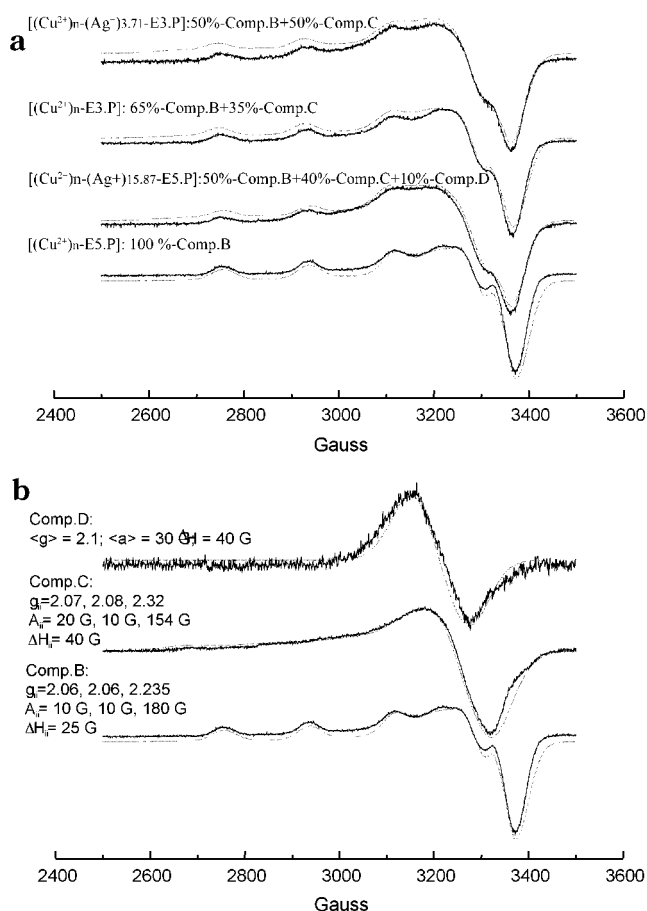 a
[(Cu²⁺)n-(Ag⁻)3.71-E3.P]:50%-Comp.B+50%-Comp.C
[(Cu²⁺)n-E3.P]: 65%-Comp.B+35%-Comp.C
[(Cu²⁻)n-(Ag+)15.87-E5.P]:50%-Comp.B+40%-Comp.C+10%-Comp.D
[(Cu²⁺)n-E5.P]: 100 %-Comp.B
2400 2600 2800 3000 3200 3400 3600
Gauss
b
Comp.D:
<g> = 2.1; <a> = 30 G ΔH = 40 G
Comp.C:
gᵢᵢ=2.07, 2.08, 2.32
Aᵢᵢ= 20 G, 10 G, 154 G
ΔHᵢᵢ= 40 G
Comp.B:
gᵢᵢ=2.06, 2.06, 2.235
Aᵢᵢ= 10 G, 10 G, 180 G
ΔHᵢᵢ= 25 G
2400 2600 2800 3000 3200 3400 3600
Gauss